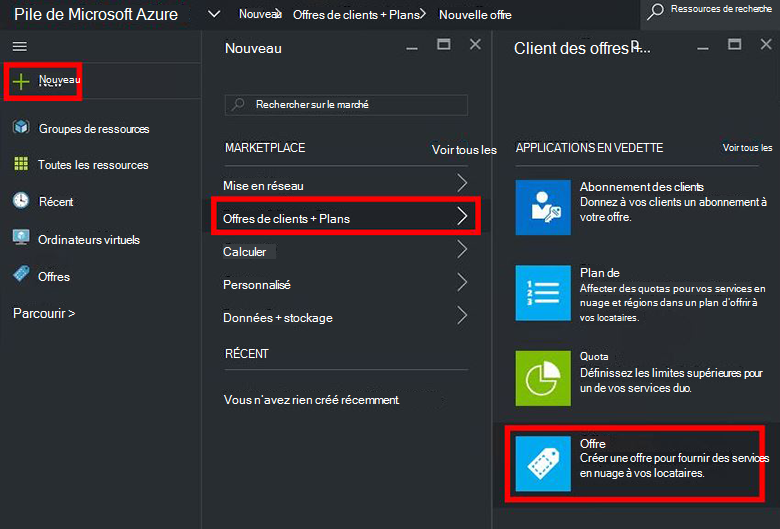 Pile de Microsoft Azure
Nouveau
Offres de clients + Plans
Nouvelle offre
Ressources de recherche
Nouveau
Groupes de ressources
Toutes les ressources
Récent
Ordinateurs virtuels
Offres
Parcourir >
Nouveau
Rechercher sur le marché
MARKETPLACE
Voir tous les
Mise en réseau
Offres de clients + Plans
Calculer
Personnalisé
Données + stockage
RÉCENT
Vous n'avez rien créé récemment.
Client des offres P...
APPLICATIONS EN VEDETTE
Voir tous les
Abonnement des clients
Donnez à vos clients un abonnement à
votre offre.
Plan de
Affecter des quotas pour vos services en
nuage et régions dans un plan d'offrir à
vos locataires.
Quota
Définissez les limites supérieures pour
un de vos services duo.
Offre
Créer une offre pour fournir des services
en nuage à vos locataires.